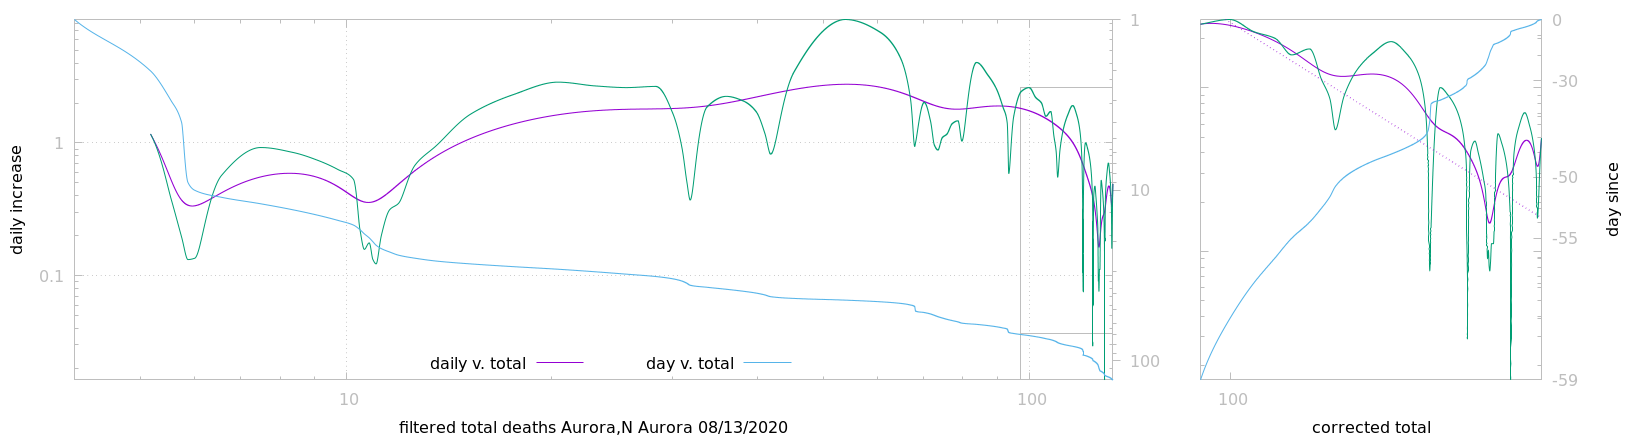 daily increase
1
0.1
10
100
1
10
100
daily v. total
day v. total
filtered total deaths Aurora,N Aurora 08/13/2020
0
-30
-50
-55
-59
day since
100
corrected total